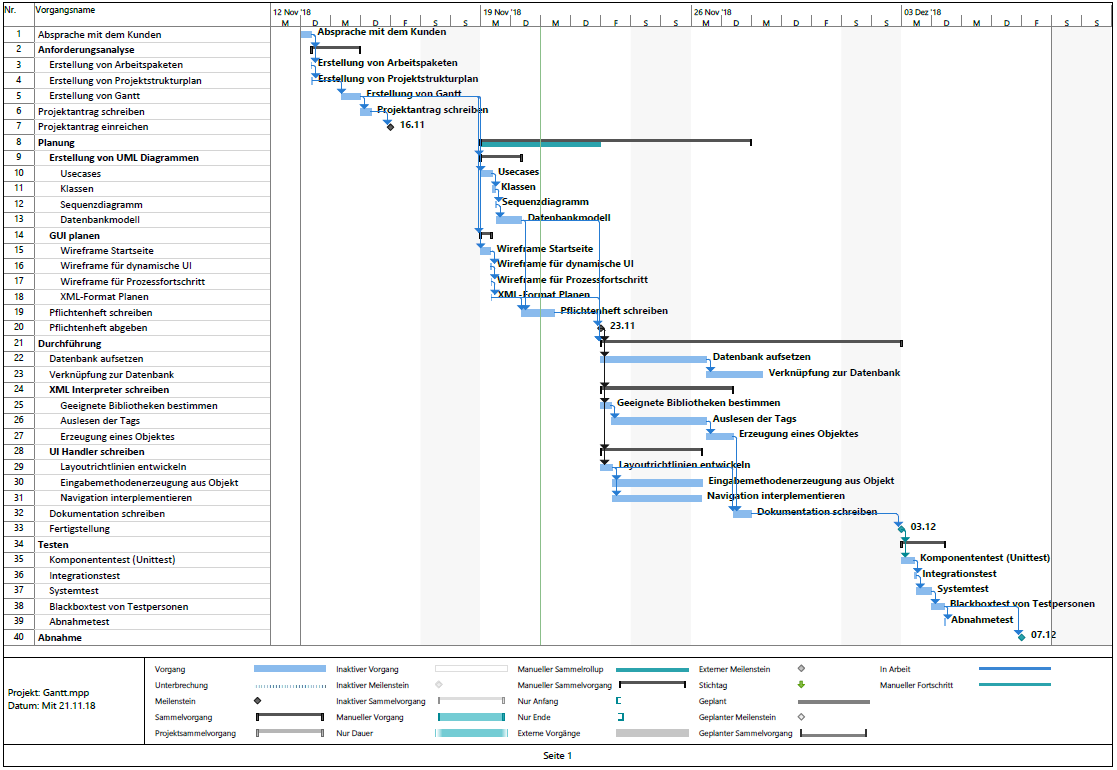 Nr. Vorgangsname 12 Nov '18 19 Nov '18 26 Nov '18 03 Dez '18
M D M D F S S M D M D F S S M D M D F S S M D M D F S S
1 Absprache mit dem Kunden Absprache mit dem Kunden
2 Anforderungsanalyse
3 Erstellung von Arbeitspaketen Erstellung von Arbeitspaketen
4 Erstellung von Projektstrukturplan Erstellung von Projektstrukturplan
5 Erstellung von Gantt Erstellung von Gantt
6 Projektantrag schreiben Projektantrag schreiben
7 Projektantrag einreichen 16.11
8 Planung
9 Erstellung von UML Diagrammen
10 Usecases Usecases
11 Klassen Klassen
12 Sequenzdiagramm Sequenzdiagramm
13 Datenbankmodell Datenbankmodell
14 GUI planen
15 Wireframe Startseite Wireframe Startseite
16 Wireframe für dynamische UI Wireframe für dynamische UI
17 Wireframe für Prozessfortschritt Wireframe für Prozessfortschritt
18 XML-Format Planen XML-Format Planen
19 Pflichtenheft schreiben Pflichtenheft schreiben
20 Pflichtenheft abgeben 23.11
21 Durchführung
22 Datenbank aufsetzen Datenbank aufsetzen
23 Verknüpfung zur Datenbank Verknüpfung zur Datenbank
24 XML Interpreter schreiben
25 Geeignete Bibliotheken bestimmen Geeignete Bibliotheken bestimmen
26 Auslesen der Tags Auslesen der Tags
27 Erzeugung eines Objektes Erzeugung eines Objektes
28 UI Handler schreiben
29 Layoutrichtlinien entwickeln Layoutrichtlinien entwickeln
30 Eingabemethodenerzeugung aus Objekt Eingabemethodenerzeugung aus Objekt
31 Navigation interplementieren Navigation interplementieren
32 Dokumentation schreiben Dokumentation schreiben
33 Fertigstellung 03.12
34 Testen
35 Komponententest (Unittest) Komponententest (Unittest)
36 Integrationstest Integrationstest
37 Systemtest Systemtest
38 Blackboxtest von Testpersonen Blackboxtest von Testpersonen
39 Abnahmetest Abnahmetest
40 Abnahme 07.12
Projekt: Gantt.mpp
Datum: Mit 21.11.18
Vorgang Inaktiver Vorgang Manueller Sammelrollup Externer Meilenstein In Arbeit
Unterbrechung Inaktiver Meilenstein Manueller Sammelvorgang Stichtag Manueller Fortschritt
Meilenstein Inaktiver Sammelvorgang Nur Anfang Geplant
Sammelvorgang Manueller Vorgang Nur Ende Geplanter Meilenstein
Projektsammelvorgang Nur Dauer Externe Vorgänge Geplanter Sammelvorgang
Seite 1